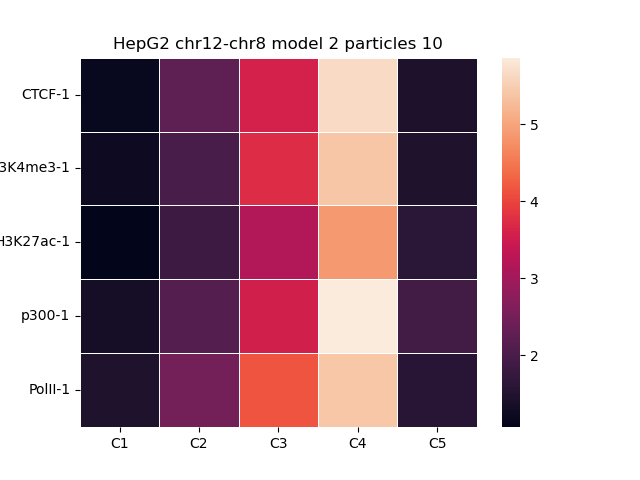 HepG2 chr12-chr8 model 2 particles 10
CTCF-1
3K4me3-1
H3K27ac-1
p300-1
PolII-1
C1 C2 C3 C4 C5
5
4
3
2